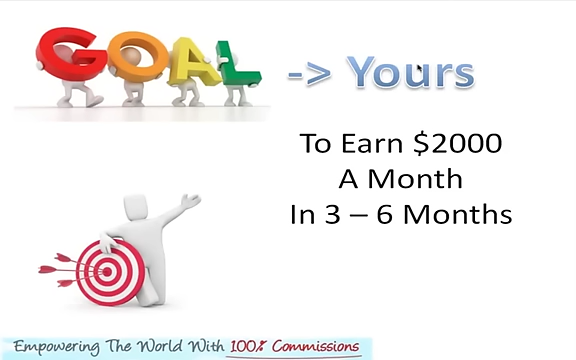 GOAL -> Yours
To Earn $2000
A Month
In 3 – 6 Months
Empowering The World With 100% Commissions